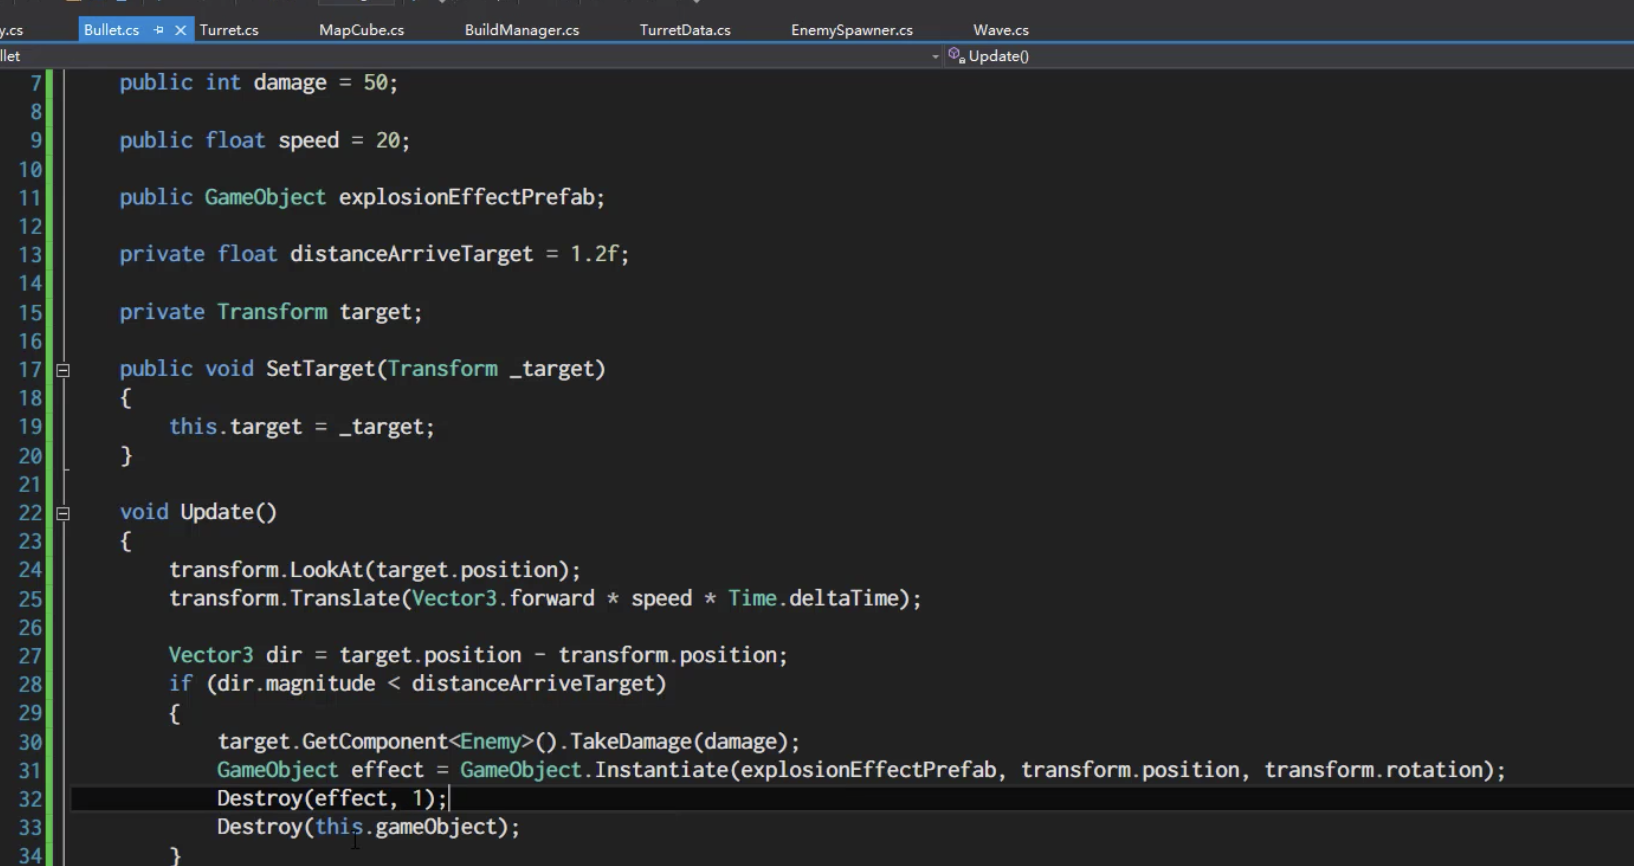 y.cs Bullet.cs Turret.cs MapCube.cs BuildManager.cs TurretData.cs EnemySpawner.cs Wave.cs
llet Update()
7 public int damage = 50;
8
9 public float speed = 20;
10
11 public GameObject explosionEffectPrefab;
12
13 private float distanceArriveTarget = 1.2f;
14
15 private Transform target;
16
17 public void SetTarget(Transform _target)
18 {
19 this.target = _target;
20 }
21
22 void Update()
23 {
24 transform.LookAt(target.position);
25 transform.Translate(Vector3.forward * speed * Time.deltaTime);
26
27 Vector3 dir = target.position - transform.position;
28 if (dir.magnitude < distanceArriveTarget)
29 {
30 target.GetComponent<Enemy>().TakeDamage(damage);
31 GameObject effect = GameObject.Instantiate(explosionEffectPrefab, transform.position, transform.rotation);
32 Destroy(effect, 1);
33 Destroy(this.gameObject);
34 }